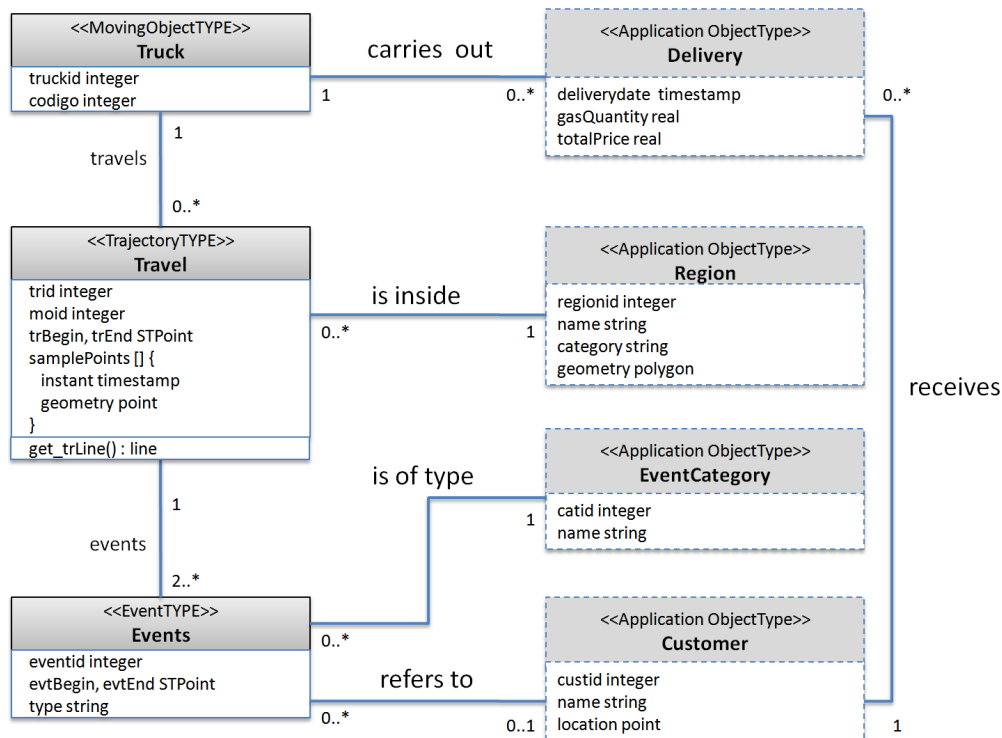 <<MovingObjectTYPE>>
Truck
truckid integer
codigo integer
carries out
1
0..*
<<Application ObjectType>>
Delivery
deliverydate timestamp
gasQuantity real
totalPrice real
0..*
1
travels
0..*
<<TrajectoryTYPE>>
Travel
trid integer
moid integer
trBegin, trEnd STPoint
samplePoints [] {
instant timestamp
geometry point
}
get_trLine() : line
is inside
0..*
1
<<Application ObjectType>>
Region
regionid integer
name string
category string
geometry polygon
receives
1
events
2..*
is of type
1
<<Application ObjectType>>
EventCategory
catid integer
name string
<<EventTYPE>>
Events
eventid integer
evtBegin, evtEnd STPoint
type string
0..*
refers to
0..*
0..1
<<Application ObjectType>>
Customer
custid integer
name string
location point
1